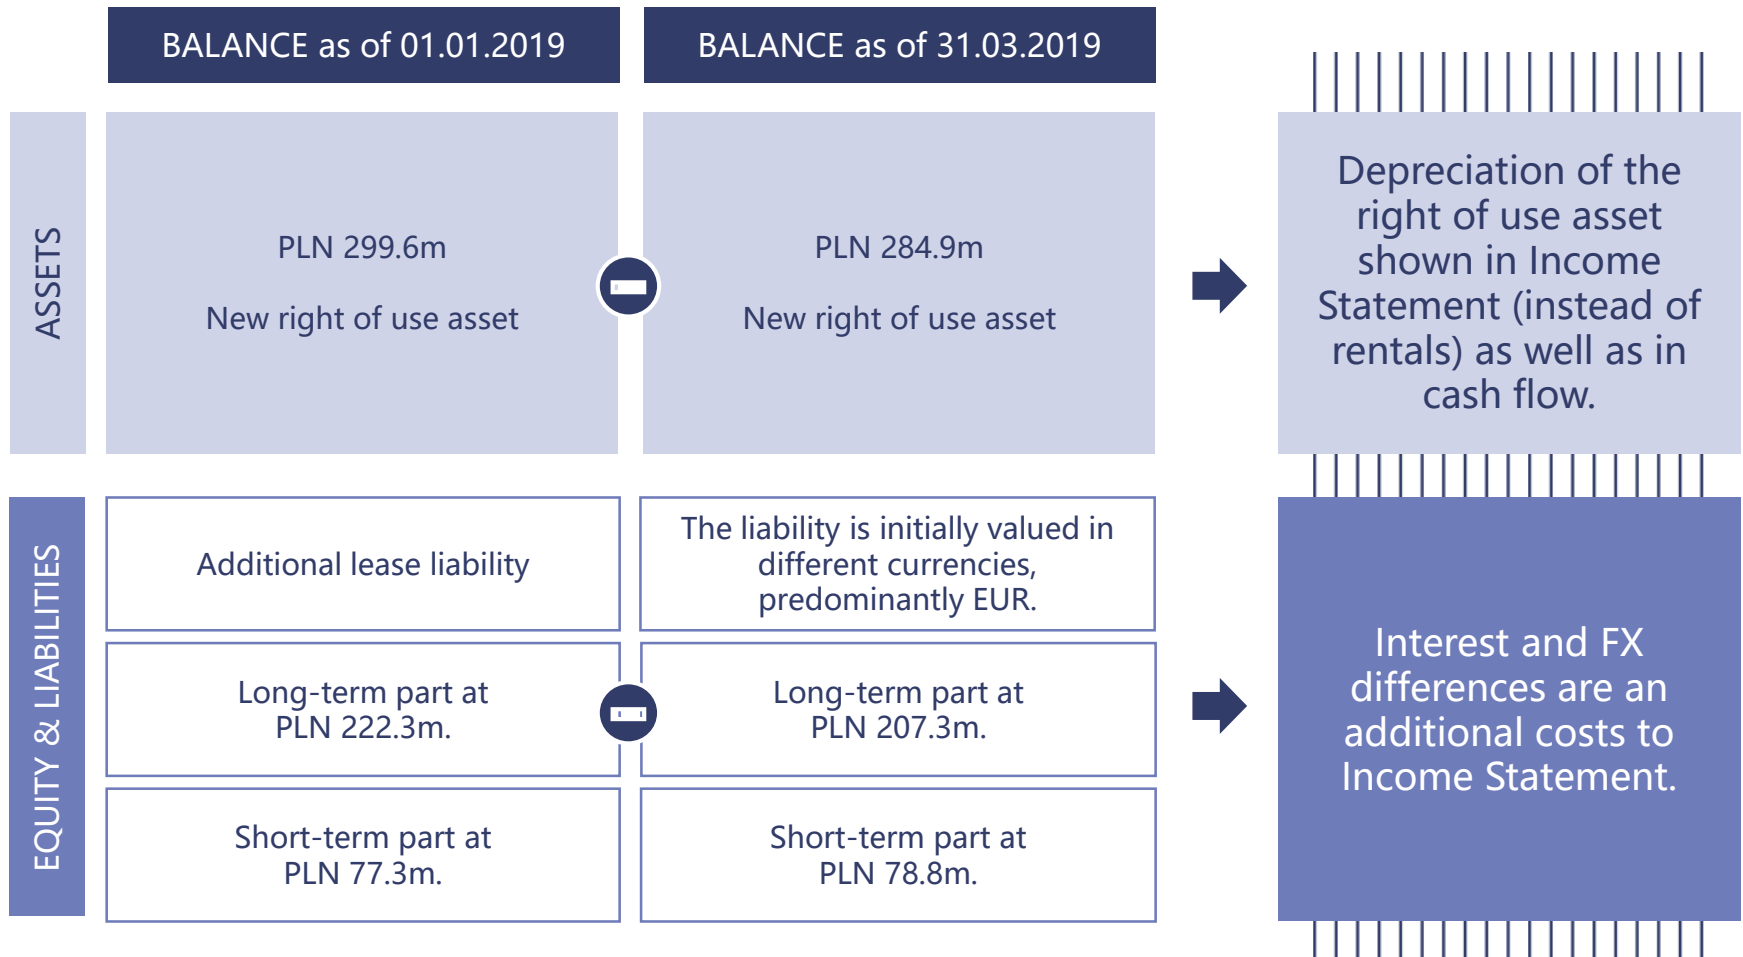 BALANCE as of 01.01.2019
BALANCE as of 31.03.2019
ASSETS
PLN 299.6m
New right of use asset
PLN 284.9m
New right of use asset
Depreciation of the
right of use asset
shown in Income
Statement (instead of
rentals) as well as in
cash flow.
EQUITY & LIABILITIES
Additional lease liability
The liability is initially valued in
different currencies,
predominantly EUR.
Long-term part at
PLN 222.3m.
Long-term part at
PLN 207.3m.
Short-term part at
PLN 77.3m.
Short-term part at
PLN 78.8m.
Interest and FX
differences are an
additional costs to
Income Statement.